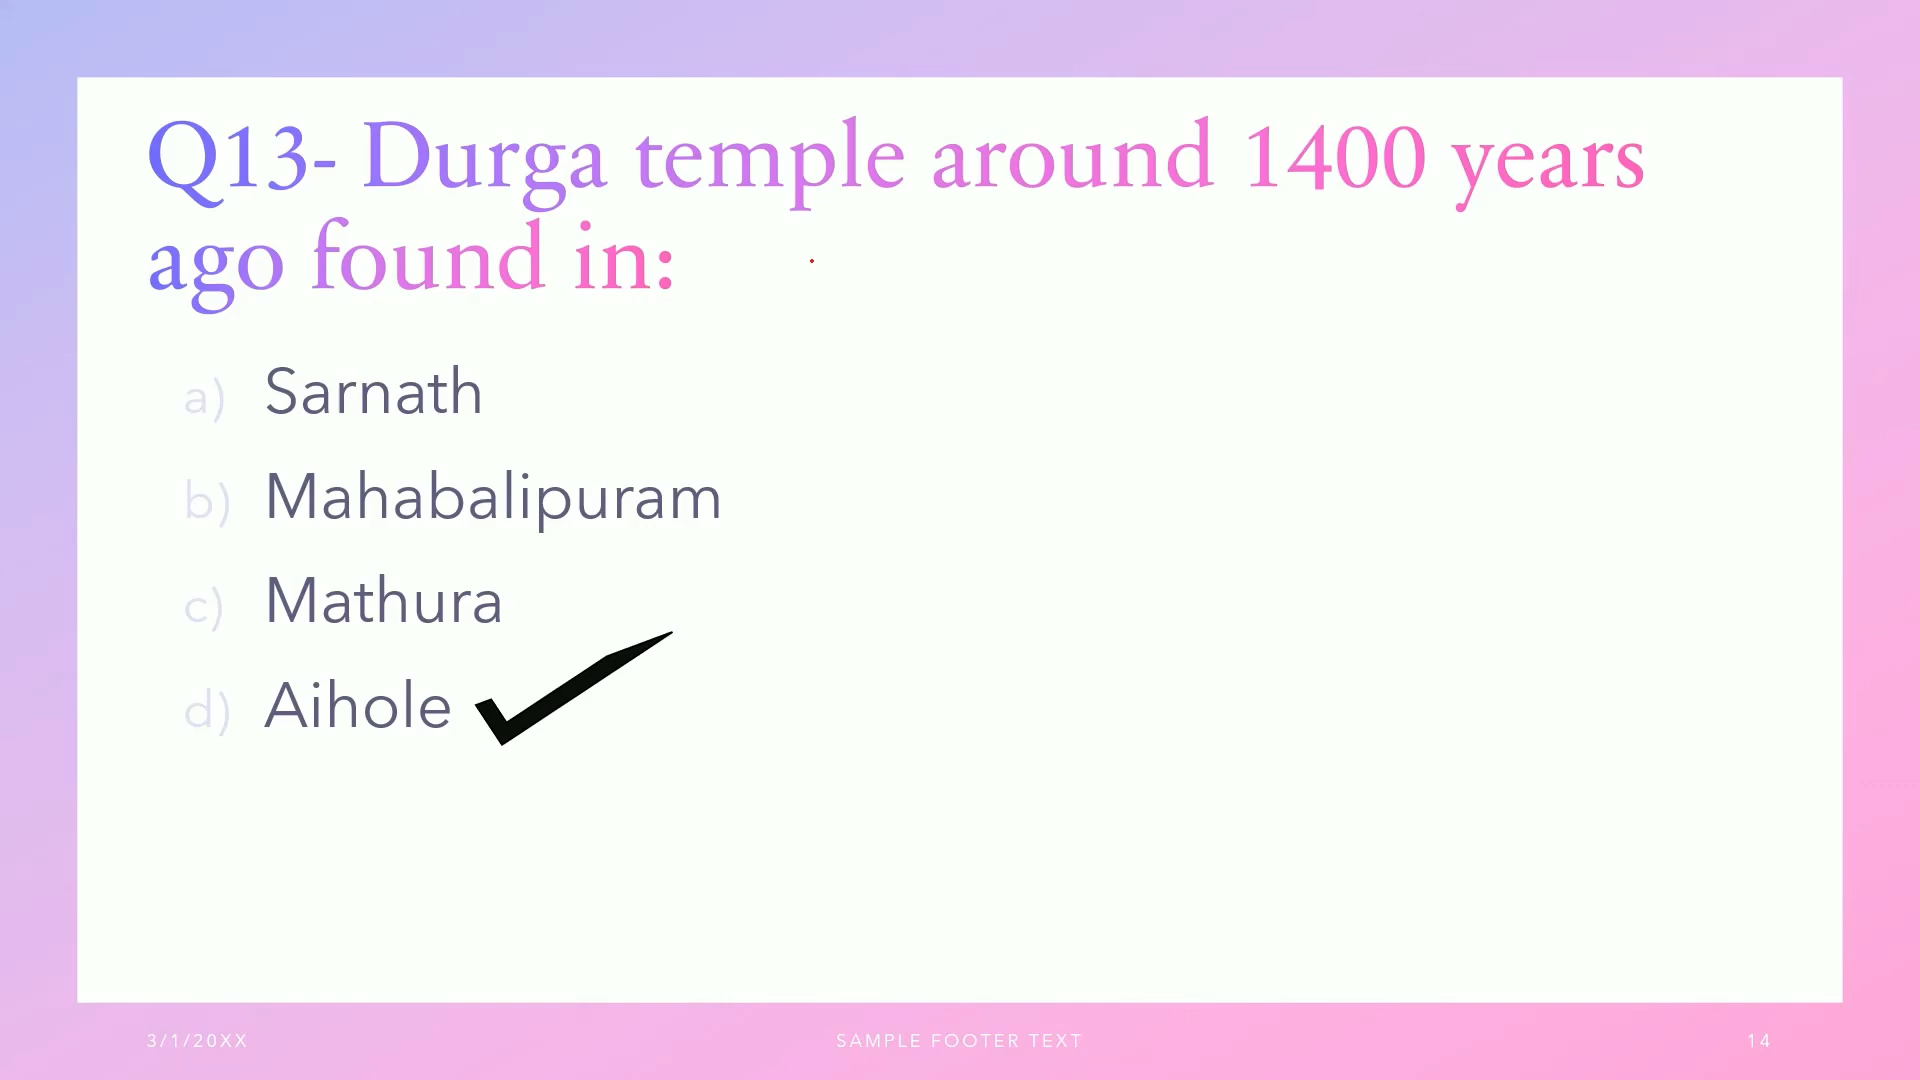 Q13- Durga temple around 1400 years
ago found in:
a) Sarnath
b) Mahabalipuram
c) Mathura
d) Aihole
3/1/20XX
SAMPLE FOOTER TEXT
14